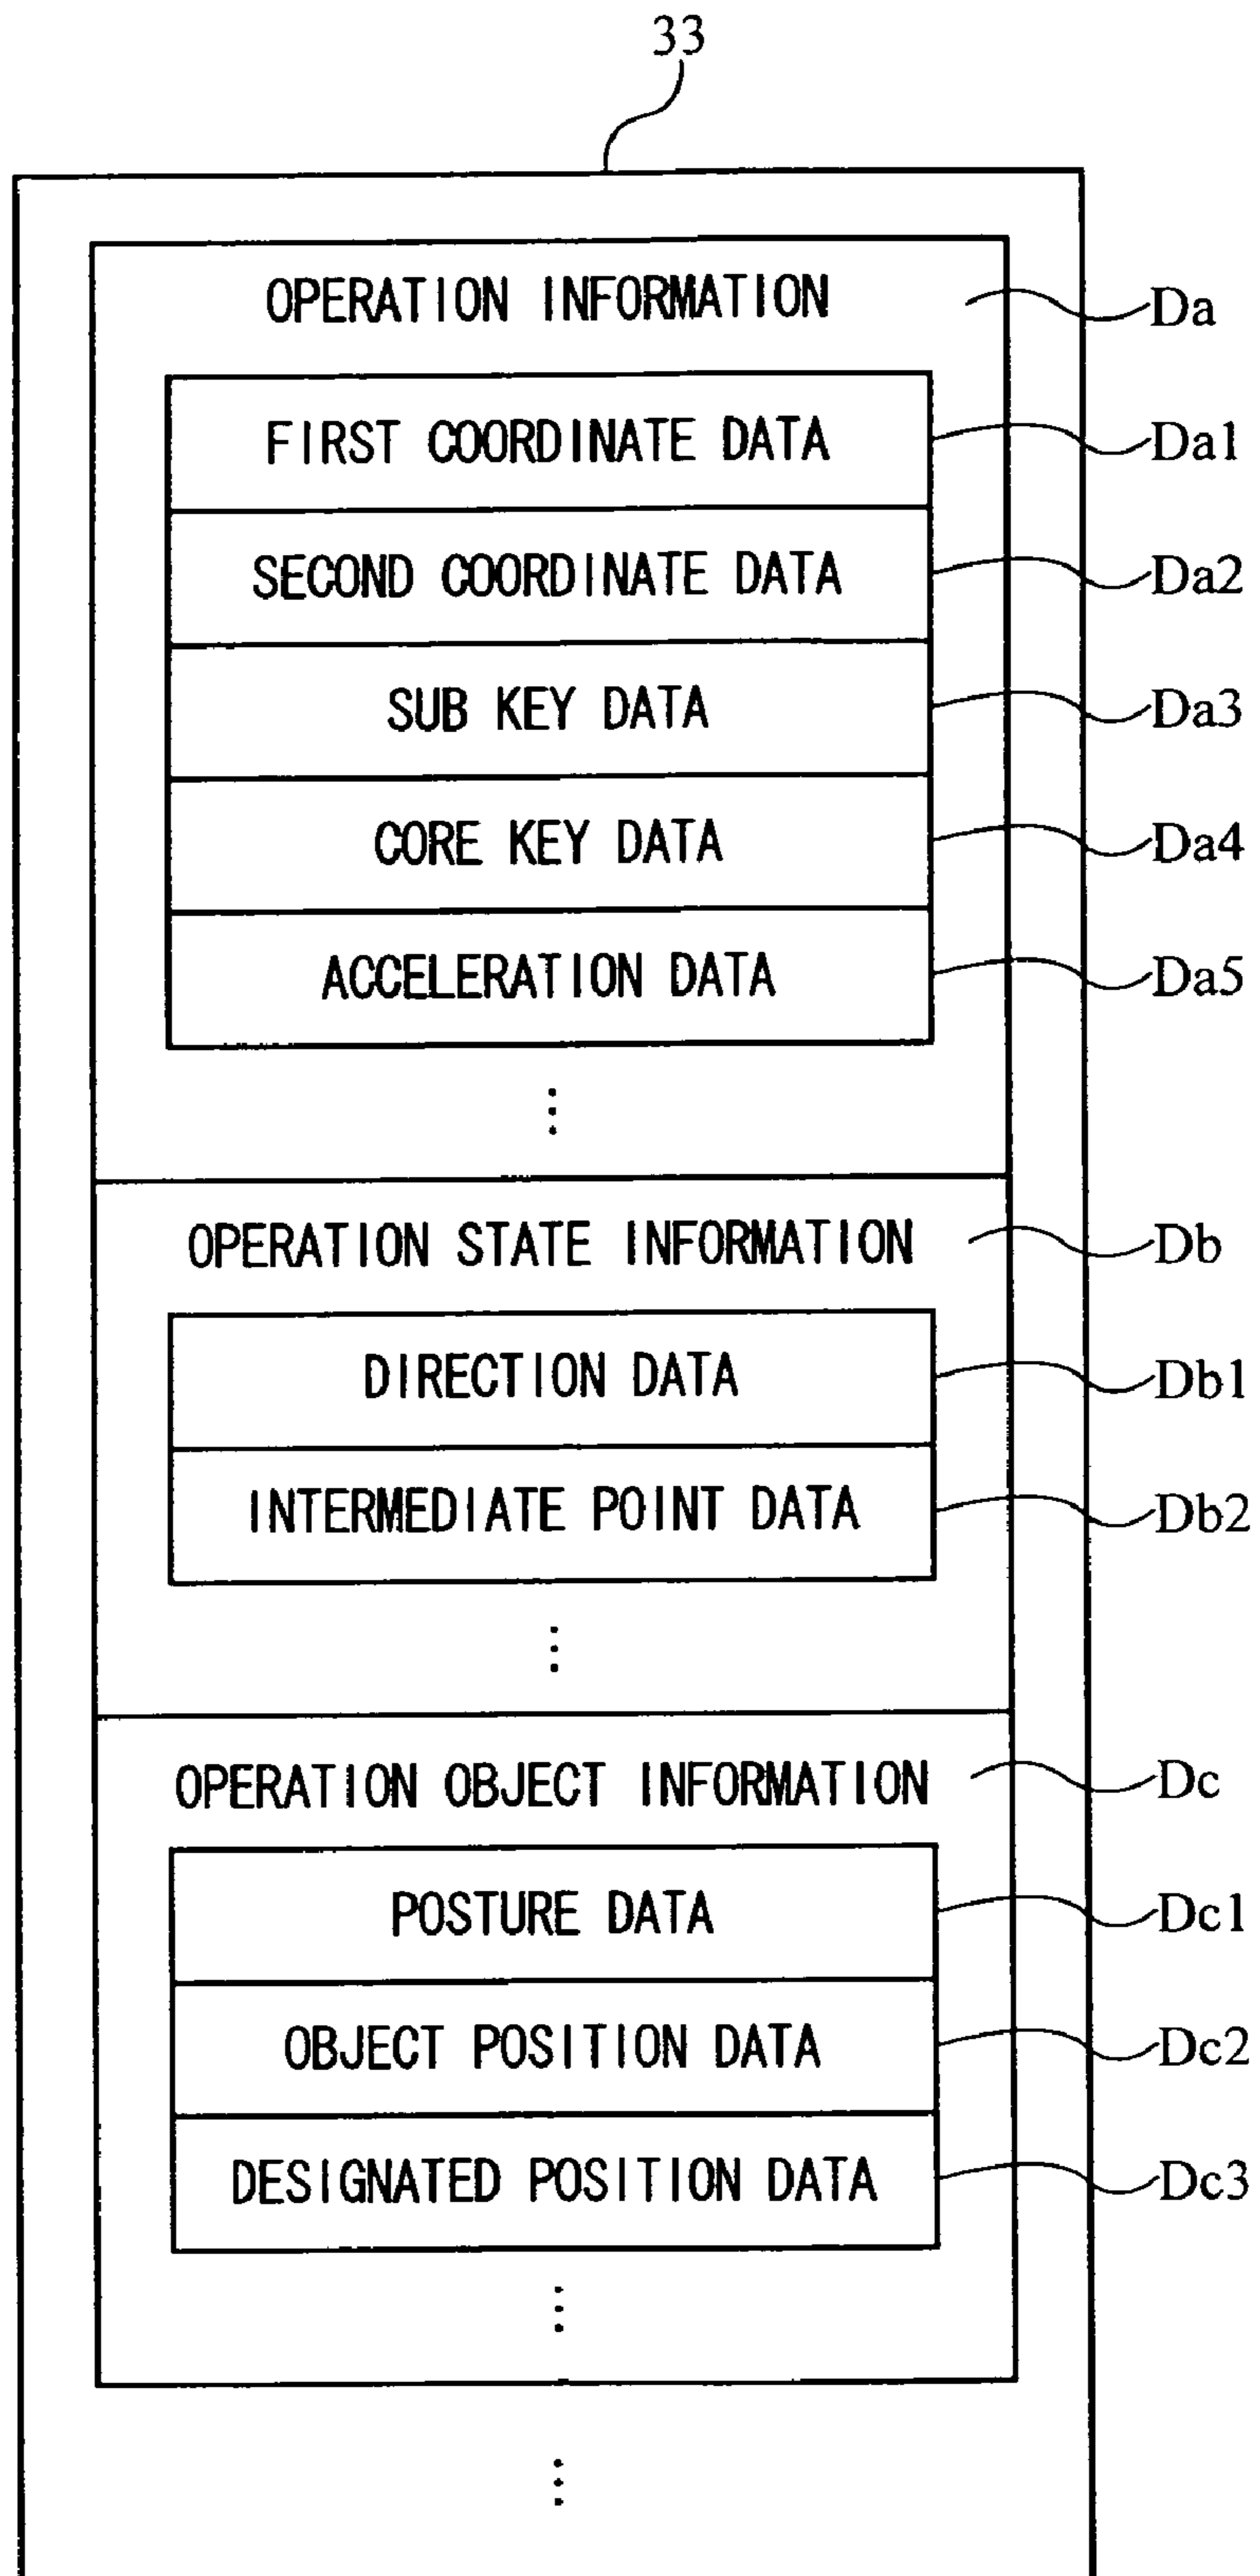 33
OPERATION INFORMATION Da
FIRST COORDINATE DATA Da1
SECOND COORDINATE DATA Da2
SUB KEY DATA Da3
CORE KEY DATA Da4
ACCELERATION DATA Da5
OPERATION STATE INFORMATION Db
DIRECTION DATA Db1
INTERMEDIATE POINT DATA Db2
OPERATION OBJECT INFORMATION Dc
POSTURE DATA Dc1
OBJECT POSITION DATA Dc2
DESIGNATED POSITION DATA Dc3